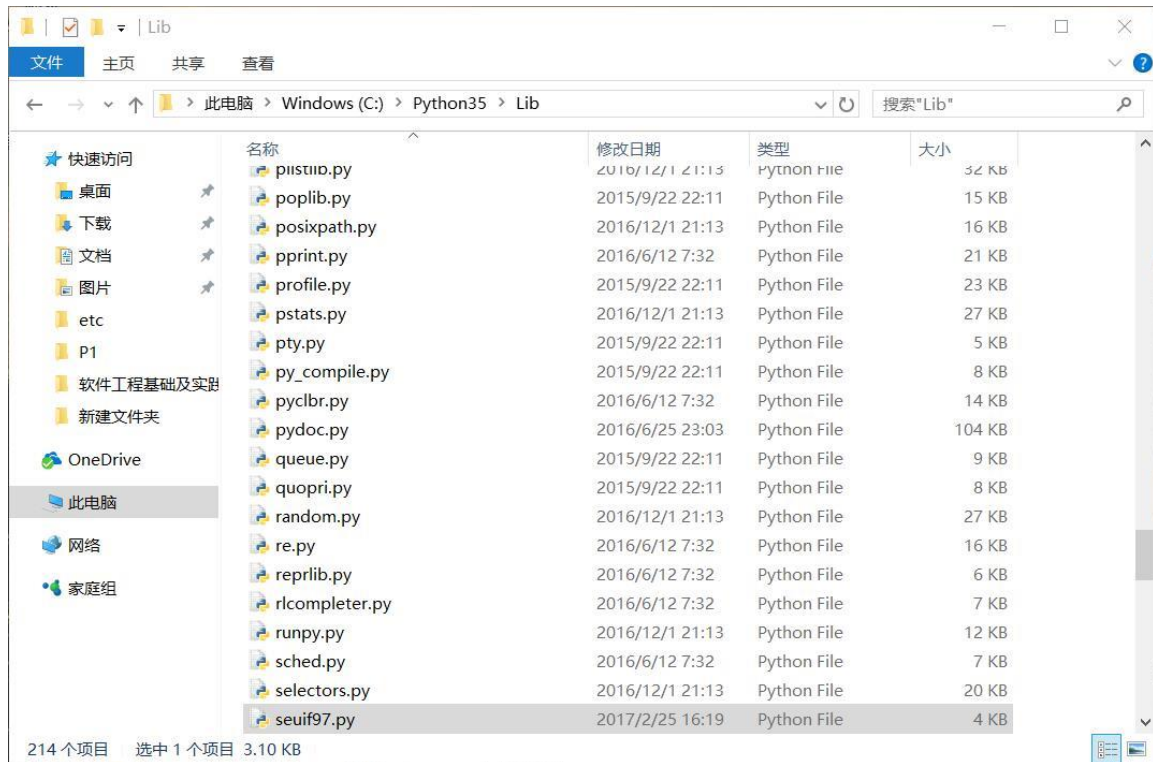 Lib
文件 主页 共享 查看
此电脑 > Windows (C:) > Python35 > Lib 搜索"Lib"
名称 修改日期 类型 大小
plistlib.py 2016/12/1 21:13 Python File 32 KB
poplib.py 2015/9/22 22:11 Python File 15 KB
posixpath.py 2016/12/1 21:13 Python File 16 KB
pprint.py 2016/6/12 7:32 Python File 21 KB
profile.py 2015/9/22 22:11 Python File 23 KB
pstats.py 2016/12/1 21:13 Python File 27 KB
pty.py 2015/9/22 22:11 Python File 5 KB
py_compile.py 2015/9/22 22:11 Python File 8 KB
pyclbr.py 2016/6/12 7:32 Python File 14 KB
pydoc.py 2016/6/25 23:03 Python File 104 KB
queue.py 2015/9/22 22:11 Python File 9 KB
quopri.py 2015/9/22 22:11 Python File 8 KB
random.py 2016/12/1 21:13 Python File 27 KB
re.py 2016/6/12 7:32 Python File 16 KB
reprlib.py 2016/6/12 7:32 Python File 6 KB
rlcompleter.py 2016/6/12 7:32 Python File 7 KB
runpy.py 2016/12/1 21:13 Python File 12 KB
sched.py 2016/6/12 7:32 Python File 7 KB
selectors.py 2016/12/1 21:13 Python File 20 KB
seuif97.py 2017/2/25 16:19 Python File 4 KB
快速访问
桌面
下载
文档
图片
etc
P1
软件工程基础及实践
新建文件夹
OneDrive
此电脑
网络
家庭组
214 个项目 选中 1 个项目 3.10 KB